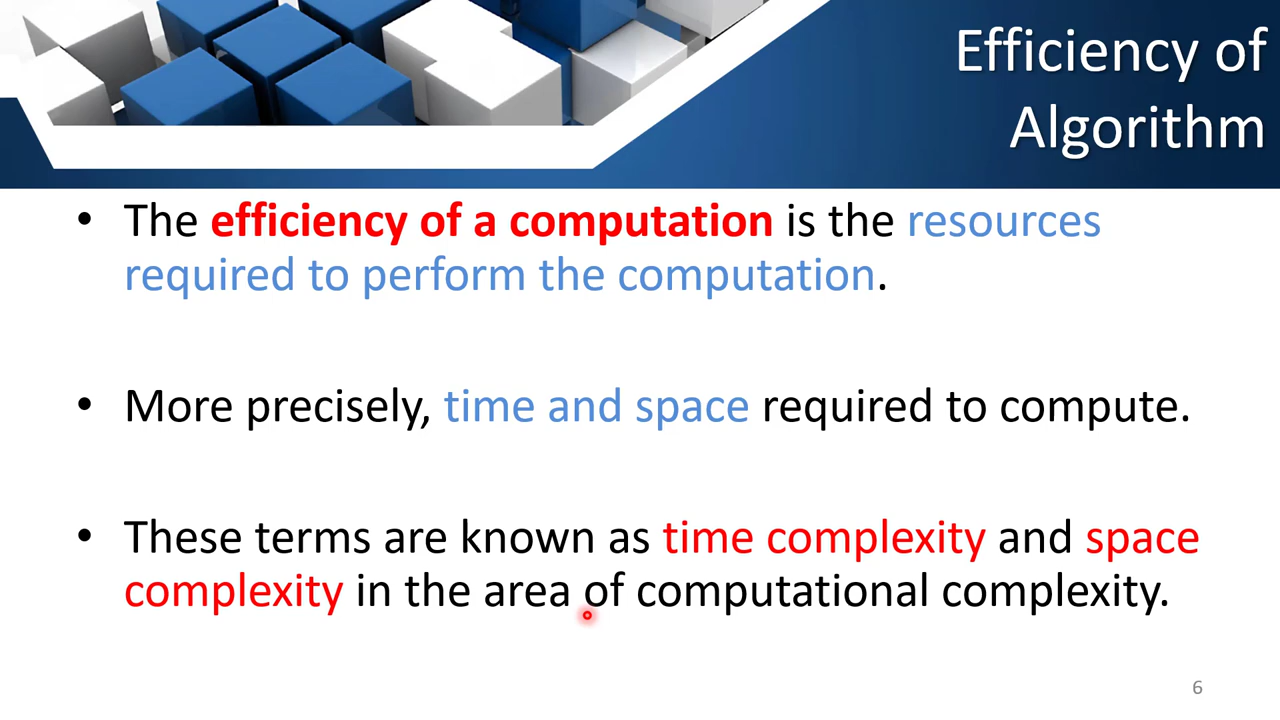 Efficiency of
Algorithm
• The efficiency of a computation is the resources
required to perform the computation.
• More precisely, time and space required to compute.
• These terms are known as time complexity and space
complexity in the area of computational complexity.
6